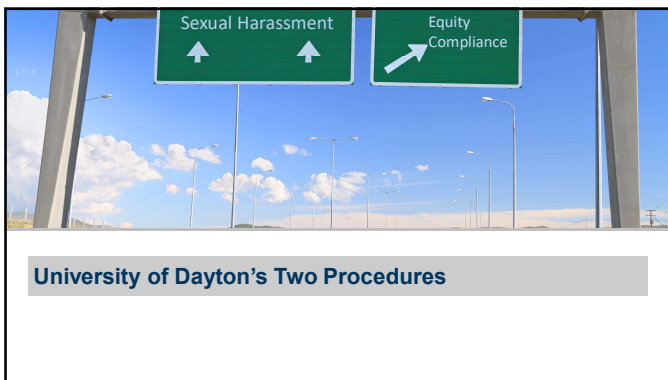 Sexual Harassment
Equity
Compliance
University of Dayton's Two Procedures